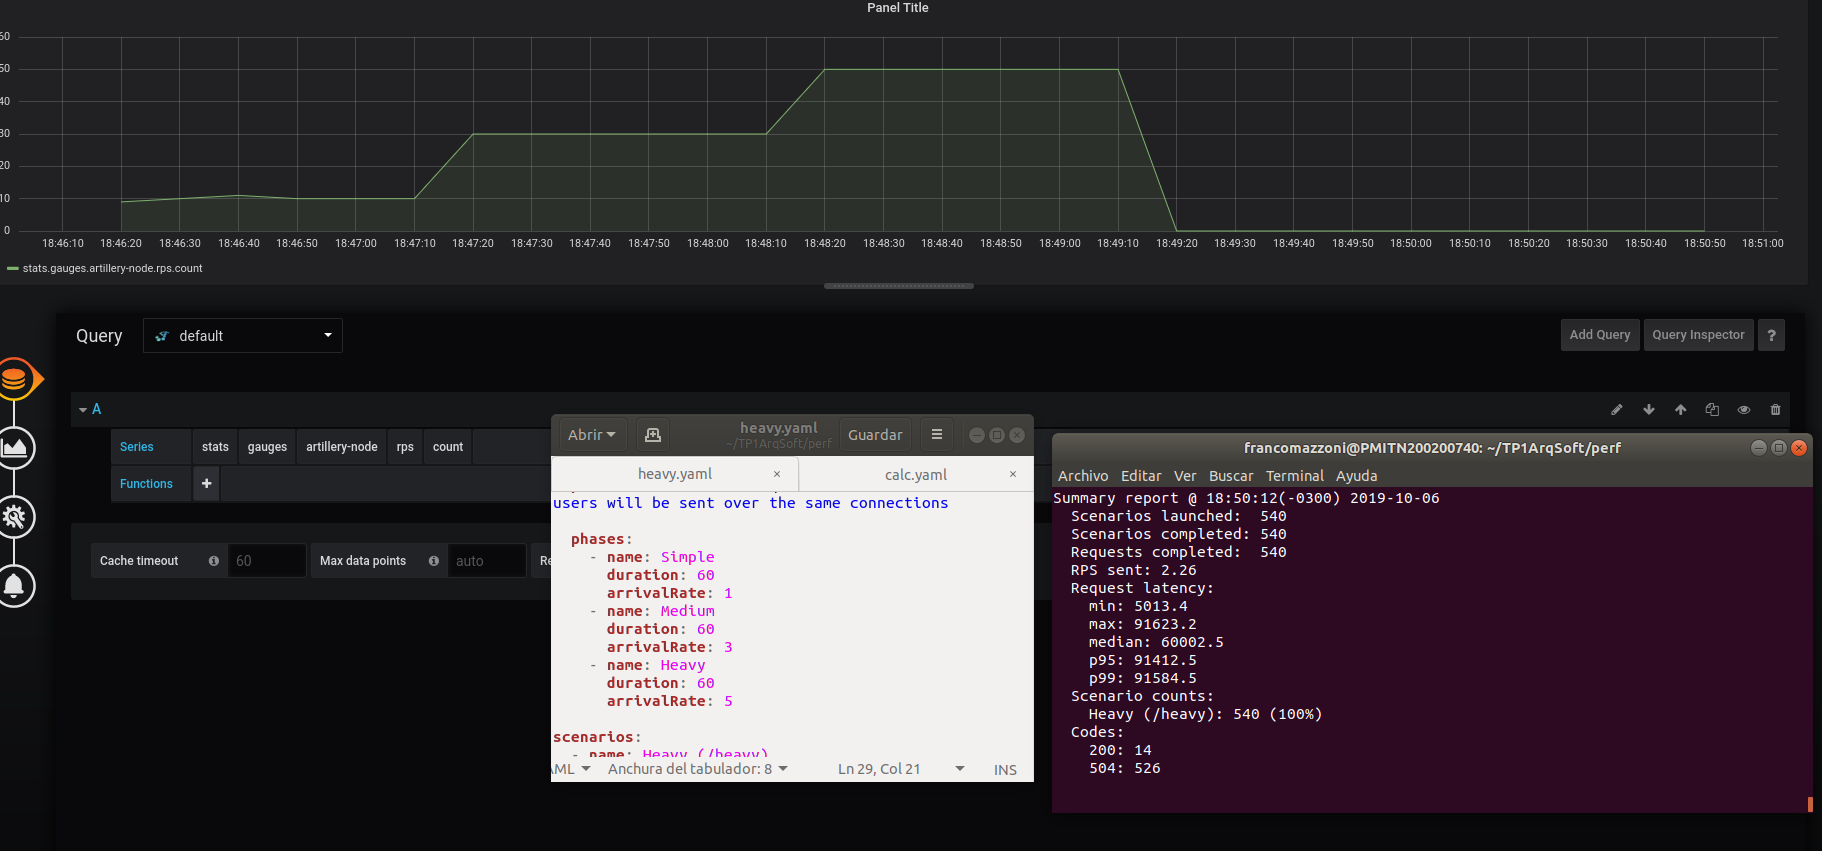 Panel Title
60
50
40
30
20
10
0
18:46:10 18:46:20 18:46:30 18:46:40 18:46:50 18:47:00 18:47:10 18:47:20 18:47:30 18:47:40 18:47:50 18:48:00 18:48:10 18:48:20 18:48:30 18:48:40 18:48:50 18:49:00 18:49:10 18:49:20 18:49:30 18:49:40 18:49:50 18:50:00 18:50:10 18:50:20 18:50:30 18:50:40 18:50:50 18:51:00
stats.gauges.artillery-node.rps.count
Query default Add Query Query Inspector ?
A
Series stats gauges artillery-node rps count
Functions +
Cache timeout 60 Max data points auto Re
Abrir heavy.yaml Guardar
~/TP1ArqSoft/perf
heavy.yaml × calc.yaml ×
users will be sent over the same connections
phases:
- name: Simple
duration: 60
arrivalRate: 1
- name: Medium
duration: 60
arrivalRate: 3
- name: Heavy
duration: 60
arrivalRate: 5
scenarios:
- name: Heavy (/heavy)
AML Anchura del tabulador: 8 Ln 29, Col 21 INS
francomazzoni@PMITN200200740: ~/TP1ArqSoft/perf
Archivo Editar Ver Buscar Terminal Ayuda
Summary report @ 18:50:12(-0300) 2019-10-06
Scenarios launched: 540
Scenarios completed: 540
Requests completed: 540
RPS sent: 2.26
Request latency:
min: 5013.4
max: 91623.2
median: 60002.5
p95: 91412.5
p99: 91584.5
Scenario counts:
Heavy (/heavy): 540 (100%)
Codes:
200: 14
504: 526